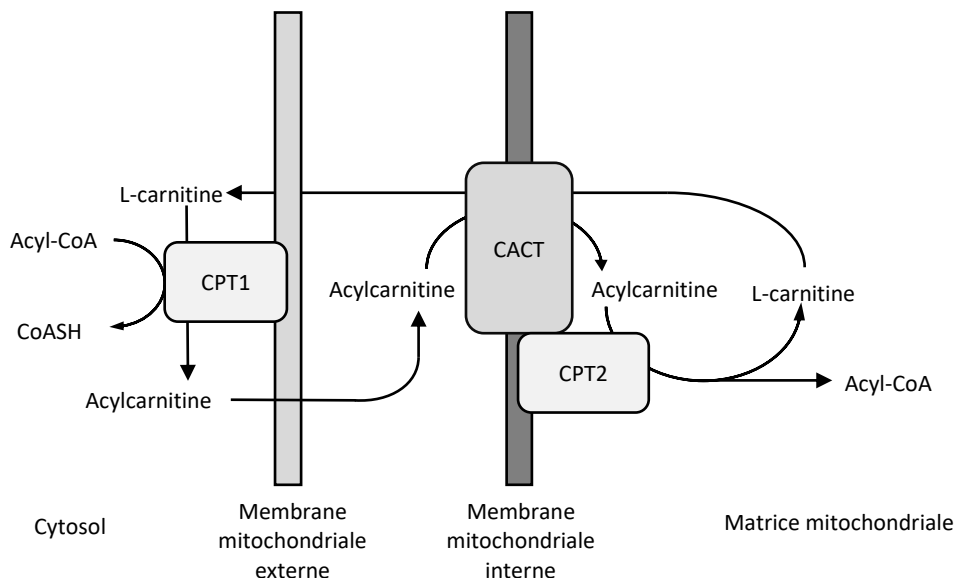 L-carnitine
Acyl-CoA
CPT1
CoASH
Acylcarnitine
Acylcarnitine
CACT
Acylcarnitine
L-carnitine
CPT2
Acyl-CoA
Cytosol
Membrane
mitochondriale
externe
Membrane
mitochondriale
interne
Matrice mitochondriale